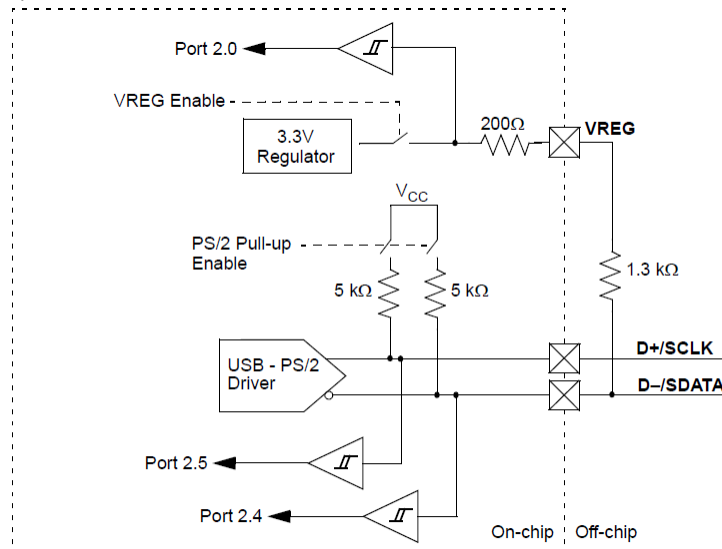 Port 2.0
VREG Enable
3.3V
Regulator
200Ω
VREG
VCC
PS/2 Pull-up
Enable
5 kΩ
5 kΩ
1.3 kΩ
USB - PS/2
Driver
D+/SCLK
D–/SDATA
Port 2.5
Port 2.4
On-chip
Off-chip